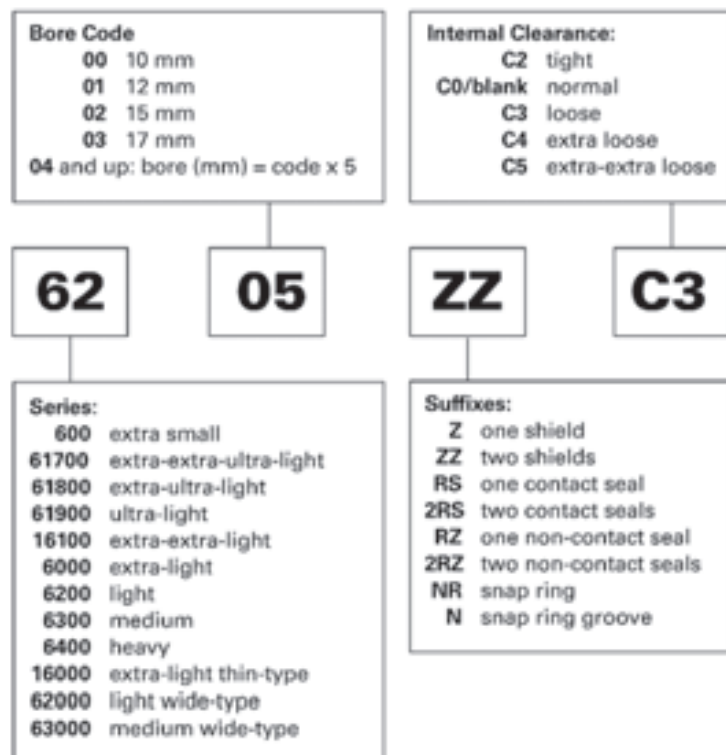 Bore Code
00 10 mm
01 12 mm
02 15 mm
03 17 mm
04 and up: bore (mm) = code x 5
Internal Clearance:
C2 tight
C0/blank normal
C3 loose
C4 extra loose
C5 extra-extra loose
62 05 ZZ C3
Series:
600 extra small
61700 extra-extra-ultra-light
61800 extra-ultra-light
61900 ultra-light
16100 extra-extra-light
6000 extra-light
6200 light
6300 medium
6400 heavy
16000 extra-light thin-type
62000 light wide-type
63000 medium wide-type
Suffixes:
Z one shield
ZZ two shields
RS one contact seal
2RS two contact seals
RZ one non-contact seal
2RZ two non-contact seals
NR snap ring
N snap ring groove